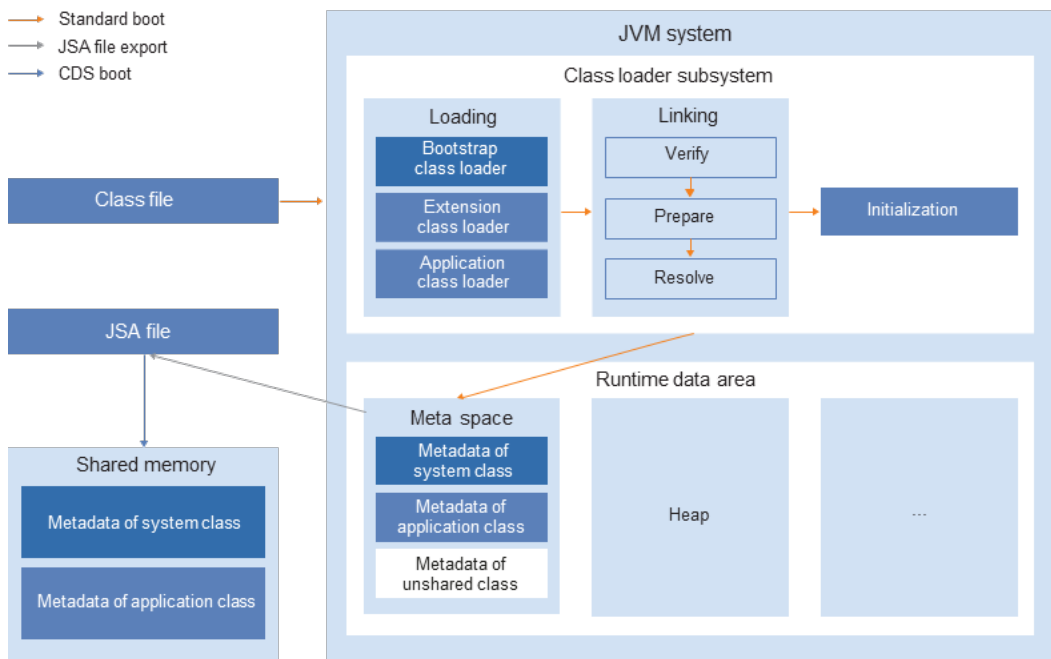 Standard boot
JSA file export
CDS boot
JVM system
Class loader subsystem
Loading
Bootstrap
class loader
Extension
class loader
Application
class loader
Linking
Verify
Prepare
Resolve
Initialization
Class file
JSA file
Shared memory
Metadata of system class
Metadata of application class
Runtime data area
Meta space
Metadata of
system class
Metadata of
application class
Metadata of
unshared class
Heap
...